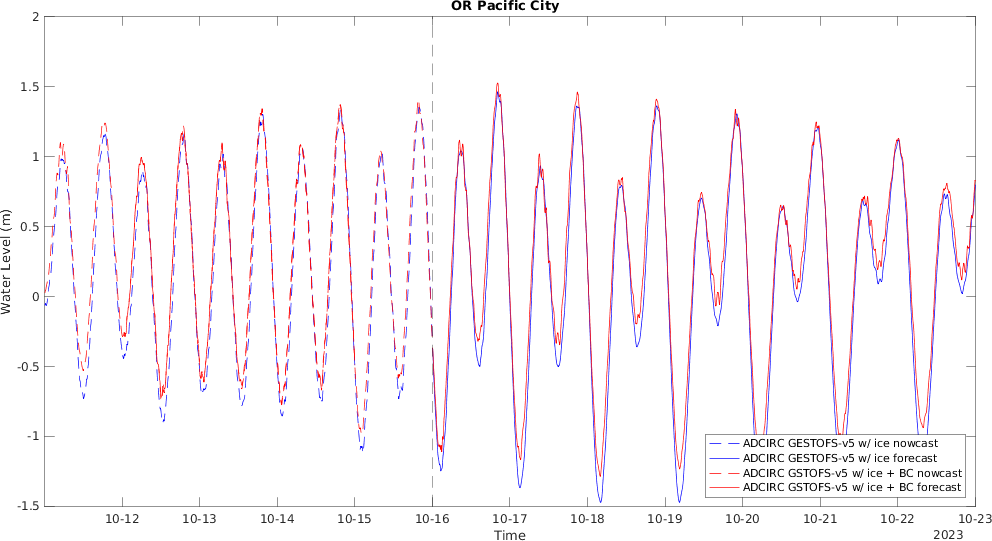 OR Pacific City
2
1.5
1
0.5
0
-0.5
-1
-1.5
Water Level (m)
10-12 10-13 10-14 10-15 10-16 10-17 10-18 10-19 10-20 10-21 10-22 10-23
Time
2023
ADCIRC GESTOFS-v5 w/ ice nowcast
ADCIRC GESTOFS-v5 w/ ice forecast
ADCIRC GSTOFS-v5 w/ ice + BC nowcast
ADCIRC GSTOFS-v5 w/ ice + BC forecast